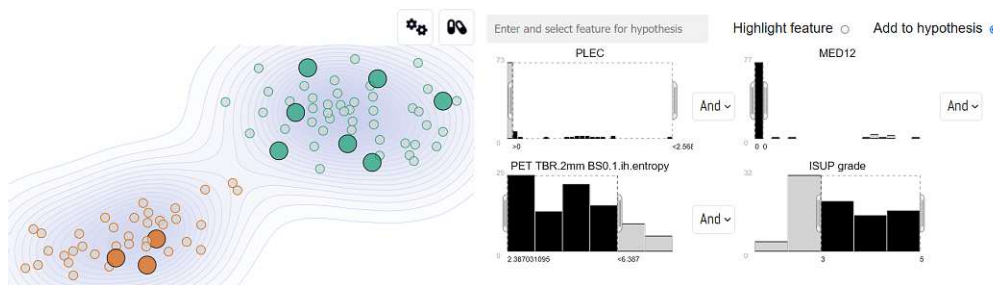 Enter and select feature for hypothesis
Highlight feature
Add to hypothesis
PLEC
73
0
>0
<2.568
And
MED12
77
0
0 0
And
PET TBR.2mm BS0.1.ih.entropy
25
0
2.387031095
<6.387
And
ISUP grade
32
0
3
5